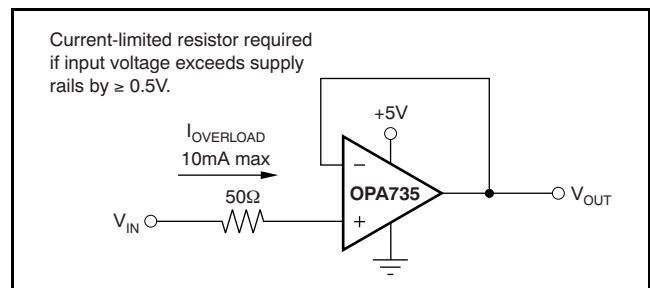 Current-limited resistor required
if input voltage exceeds supply
rails by ≥ 0.5V.
+5V
IOVERLOAD
10mA max
50Ω
−
OPA735
VOUT
VIN
+